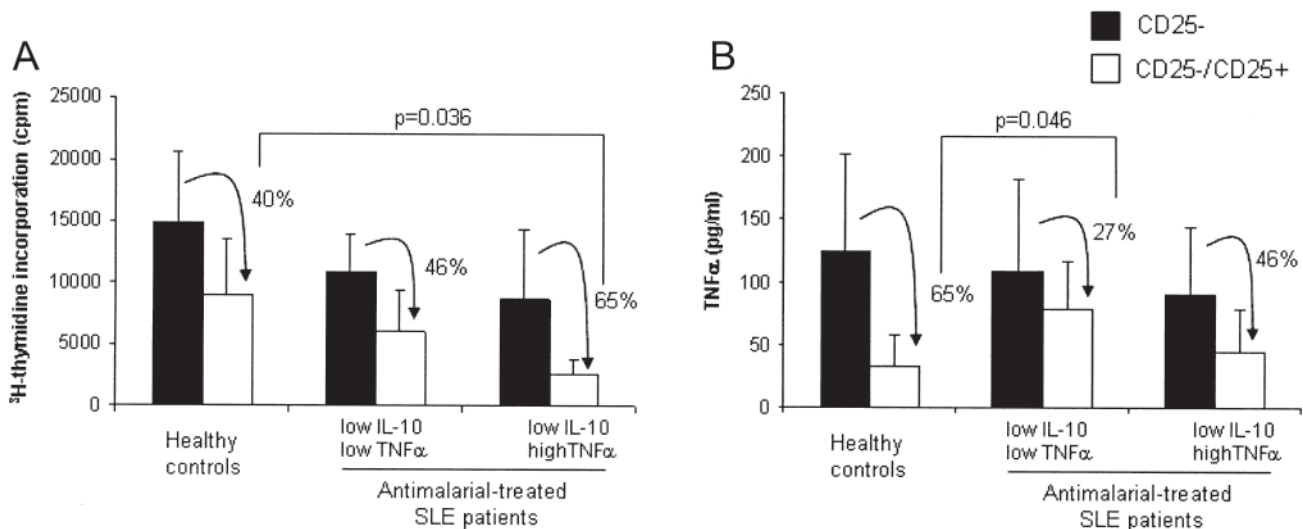 CD25-
CD25-/CD25+
A
³H-thymidine incorporation (cpm)
25000
20000
15000
10000
5000
0
p=0.036
40%
46%
65%
Healthy
controls
low IL-10
low TNFα
low IL-10
highTNFα
Antimalarial-treated
SLE patients
B
TNFα (pg/ml)
250
200
150
100
50
0
p=0.046
65%
27%
46%
Healthy
controls
low IL-10
low TNFα
low IL-10
highTNFα
Antimalarial-treated
SLE patients